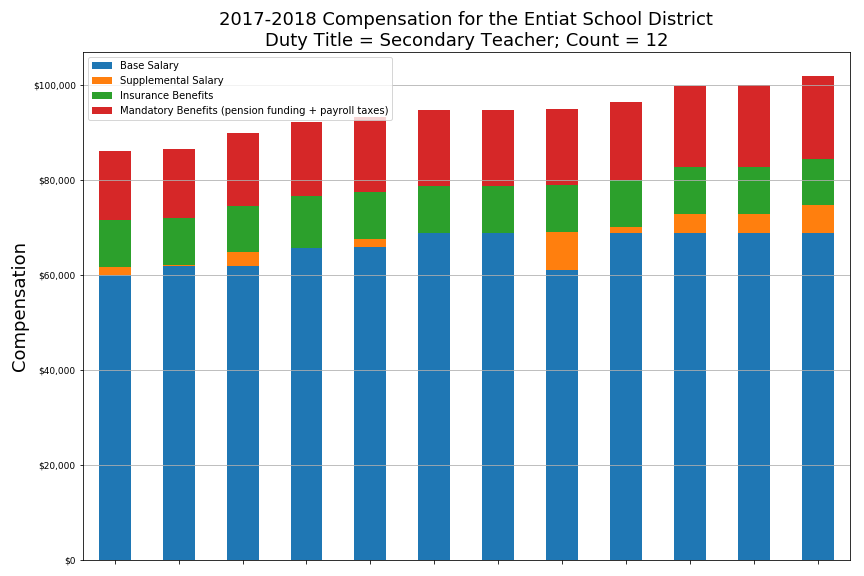 2017-2018 Compensation for the Entiat School District
Duty Title = Secondary Teacher; Count = 12
Base Salary
Supplemental Salary
Insurance Benefits
Mandatory Benefits (pension funding + payroll taxes)
$100,000
$80,000
$60,000
$40,000
$20,000
$0
Compensation